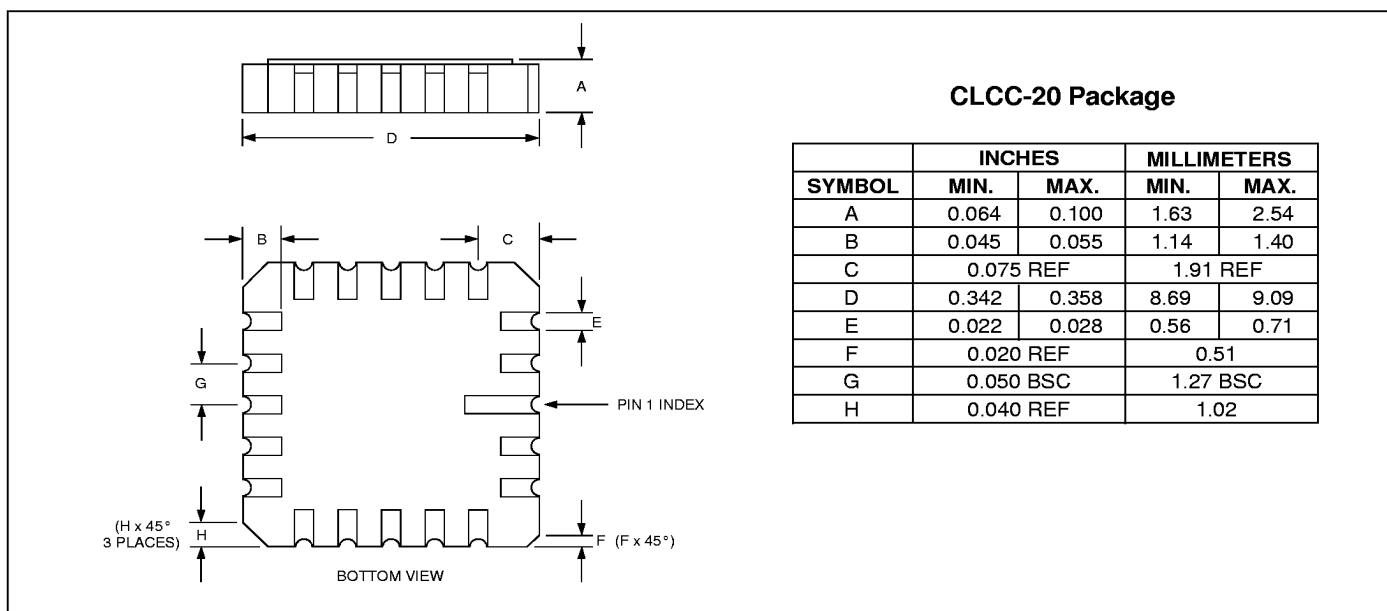 A
D
CLCC-20 Package
INCHES MILLIMETERS
SYMBOL MIN. MAX. MIN. MAX.
A 0.064 0.100 1.63 2.54
B 0.045 0.055 1.14 1.40
C 0.075 REF 1.91 REF
D 0.342 0.358 8.69 9.09
E 0.022 0.028 0.56 0.71
F 0.020 REF 0.51
G 0.050 BSC 1.27 BSC
H 0.040 REF 1.02
B C
E
G
PIN 1 INDEX
(H x 45°
3 PLACES) H
F (F x 45°)
BOTTOM VIEW